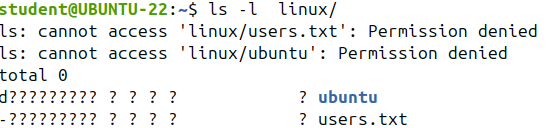 student@UBUNTU-22:~$ ls -l  linux/
ls: cannot access 'linux/users.txt': Permission denied
ls: cannot access 'linux/ubuntu': Permission denied
total 0
d????????? ? ? ? ?            ? ubuntu
-????????? ? ? ? ?            ? users.txt